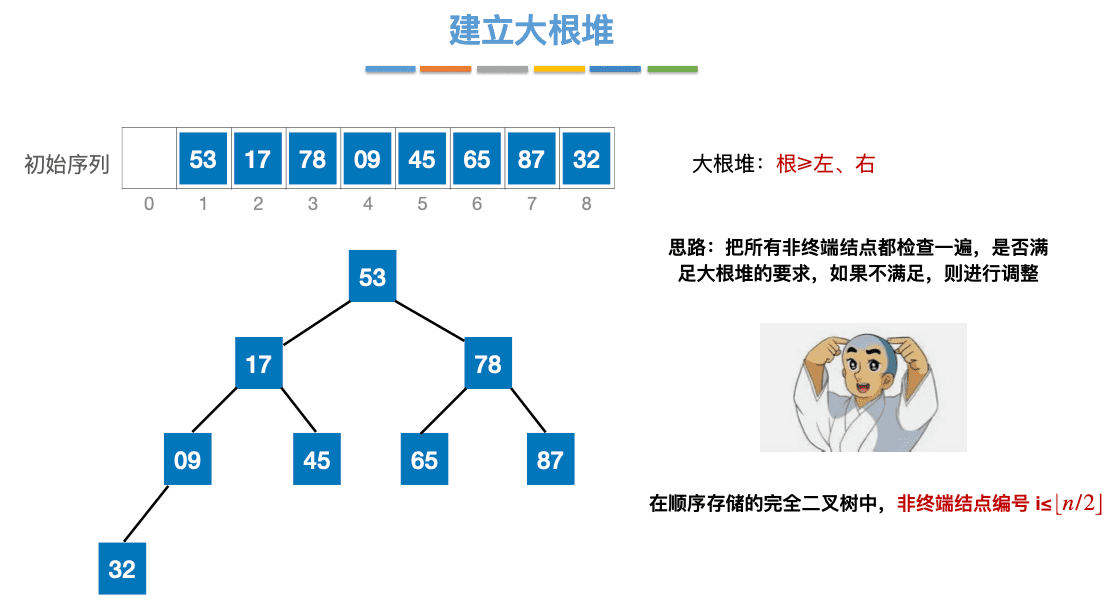 建立大根堆
初始序列
53 17 78 09 45 65 87 32
0 1 2 3 4 5 6 7 8
大根堆：根≥左、右
思路：把所有非终端结点都检查一遍，是否满
足大根堆的要求，如果不满足，则进行调整
53
17 78
09 45 65 87
32
在顺序存储的完全二叉树中，非终端结点编号 i≤⌊n/2⌋